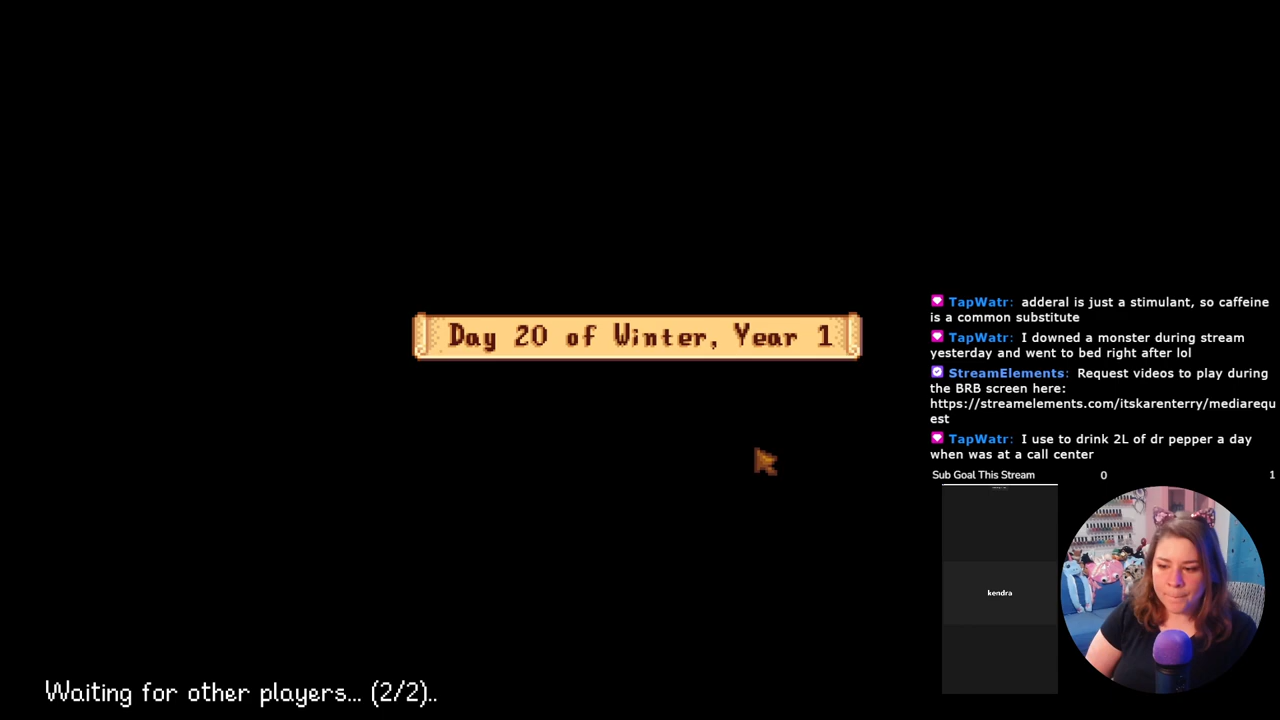 Day 20 of Winter, Year 1
TapWatr: adderal is just a stimulant, so caffeine
is a common substitute
TapWatr: I downed a monster during stream
yesterday and went to bed right after lol
StreamElements: Request videos to play during
the BRB screen here:
https://streamelements.com/itskarenterry/mediarequ
est
TapWatr: I use to drink 2L of dr pepper a day
when was at a call center
Sub Goal This Stream 0 1
kendra
Waiting for other players... (2/2)..